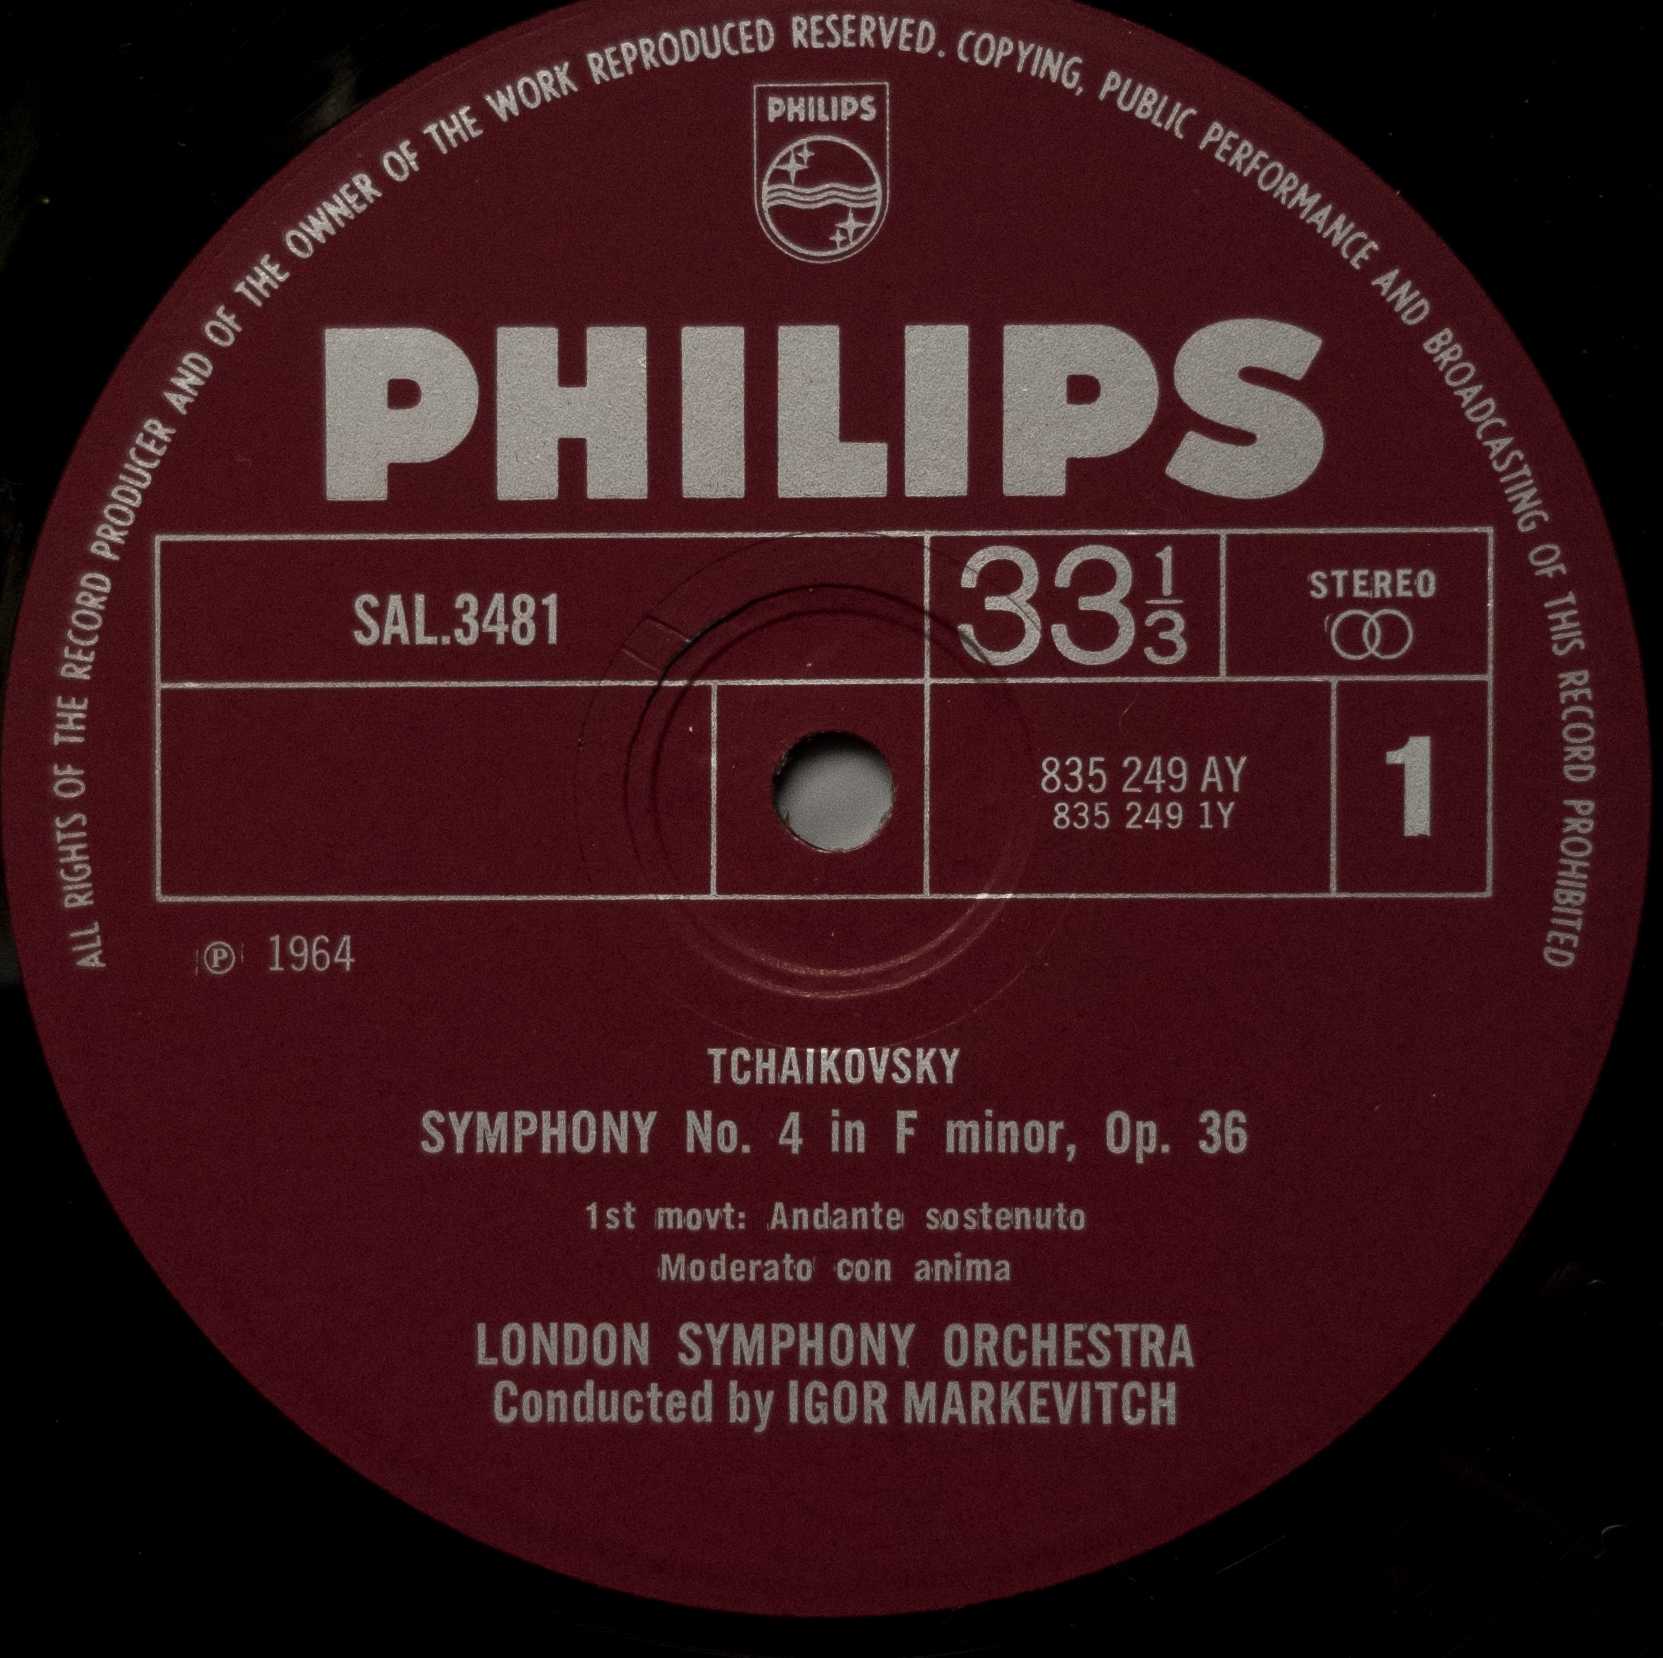 ALL RIGHTS OF THE RECORD PRODUCER AND OF THE OWNER OF THE WORK REPRODUCED RESERVED. COPYING, PUBLIC PERFORMANCE AND BROADCASTING OF THIS RECORD PROHIBITED
PHILIPS
PHILIPS
SAL.3481
33 1/3
STEREO
835 249 AY
835 249 1Y
1
Ⓟ 1964
TCHAIKOVSKY
SYMPHONY No. 4 in F minor, Op. 36
1st movt: Andante sostenuto
Moderato con anima
LONDON SYMPHONY ORCHESTRA
Conducted by IGOR MARKEVITCH